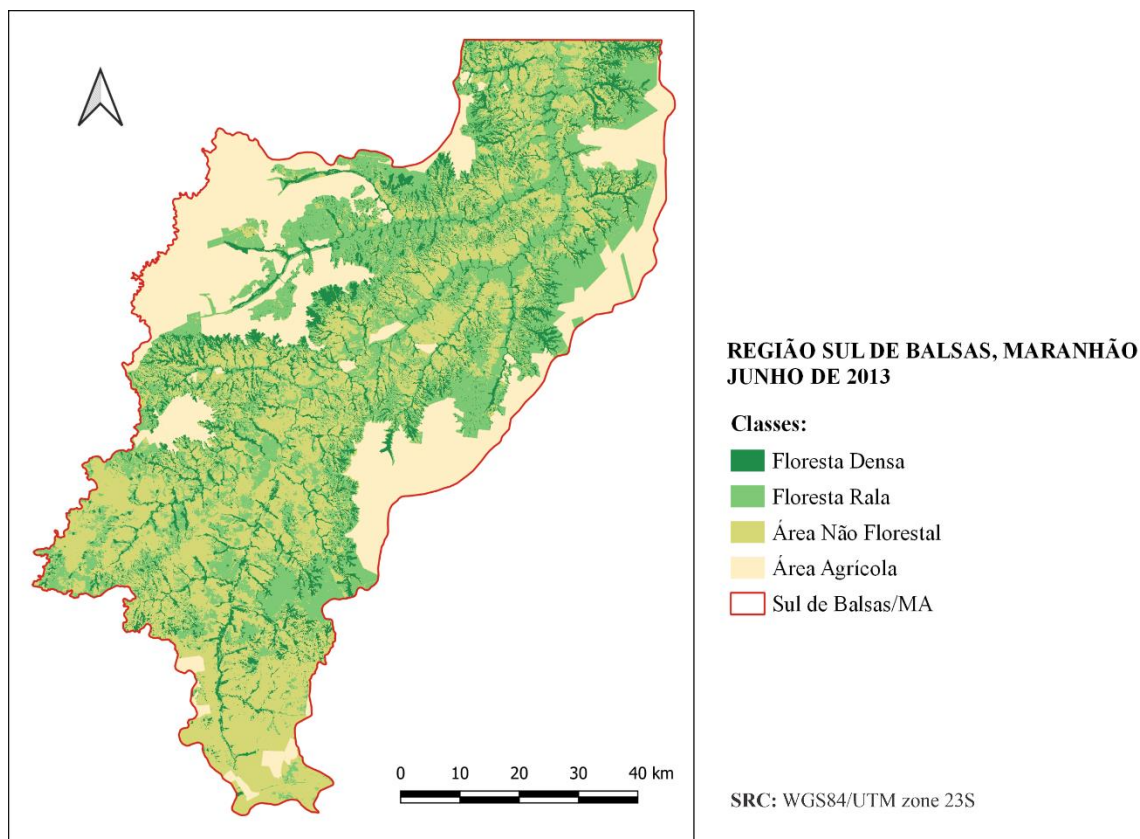 REGIÃO SUL DE BALSAS, MARANHÃO
JUNHO DE 2013
Classes:
Floresta Densa
Floresta Rala
Área Não Florestal
Área Agrícola
Sul de Balsas/MA
0 10 20 30 40 km
SRC: WGS84/UTM zone 23S